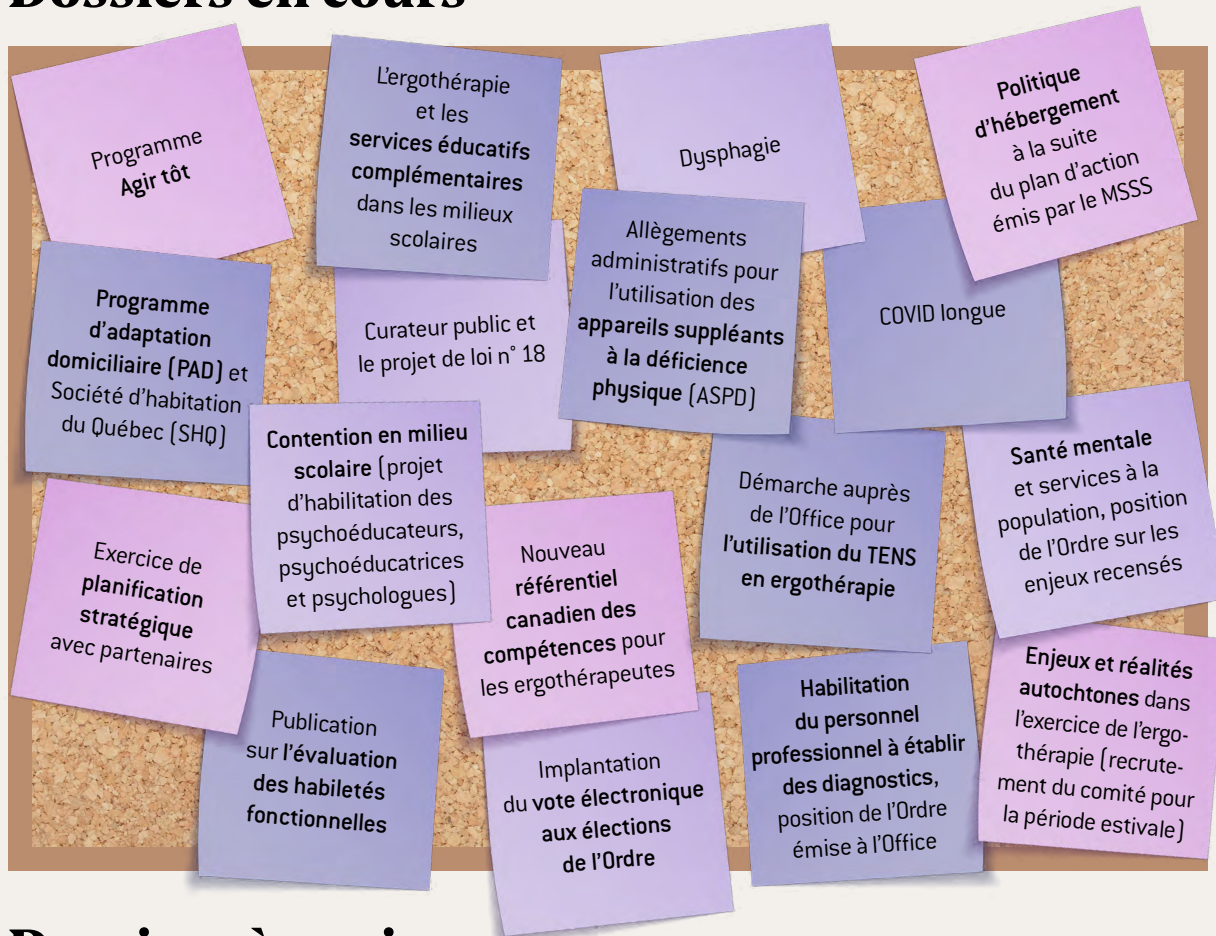 Dossiers en cours
Programme
Agir tôt
L'ergothérapie
et les
services éducatifs
complémentaires
dans les milieux
scolaires
Dysphagie
Politique
d'hébergement
à la suite
du plan d'action
émis par le MSSS
Programme
d'adaptation
domiciliaire (PAD) et
Société d'habitation
du Québec (SHQ)
Curateur public et
le projet de loi n° 18
Allègements
administratifs pour
l'utilisation des
appareils suppléants
à la déficience
physique (ASPD)
COVID longue
Contention en milieu
scolaire (projet
d'habilitation des
psychoéducateurs,
psychoéducatrices
et psychologues)
Démarche auprès
de l'Office pour
l'utilisation du TENS
en ergothérapie
Santé mentale
et services à la
population, position
de l'Ordre sur les
enjeux recensés
Exercice de
planification
stratégique
avec partenaires
Nouveau
référentiel
canadien des
compétences pour
les ergothérapeutes
Publication
sur l'évaluation
des habiletés
fonctionnelles
Implantation
du vote électronique
aux élections
de l'Ordre
Habilitation
du personnel
professionnel à établir
des diagnostics,
position de l'Ordre
émise à l'Office
Enjeux et réalités
autochtones dans
l'exercice de l'ergo-
thérapie (recrute-
ment du comité pour
la période estivale)